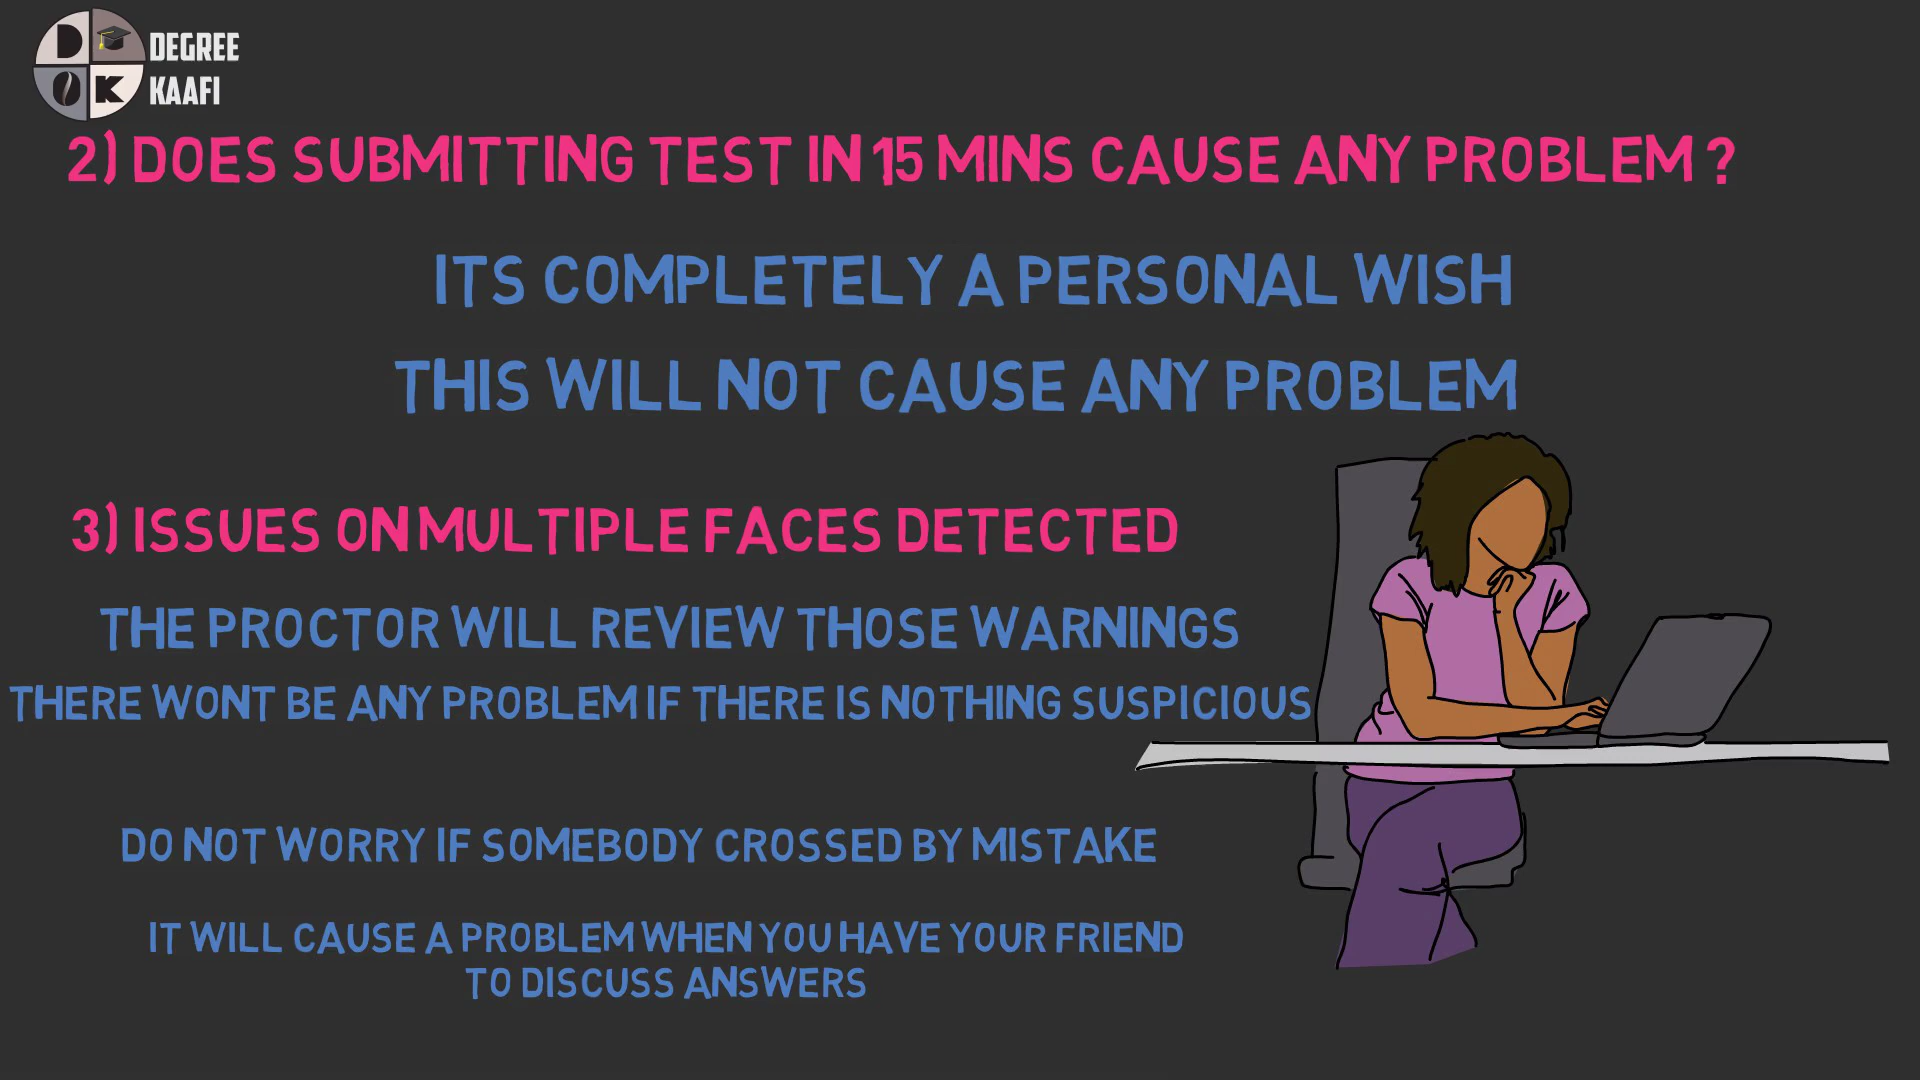 D
K
DEGREE
KAAFI
2) DOES SUBMITTING TEST IN 15 MINS CAUSE ANY PROBLEM ?
ITS COMPLETELY A PERSONAL WISH
THIS WILL NOT CAUSE ANY PROBLEM
3) ISSUES ON MULTIPLE FACES DETECTED
THE PROCTOR WILL REVIEW THOSE WARNINGS
THERE WONT BE ANY PROBLEM IF THERE IS NOTHING SUSPICIOUS
DO NOT WORRY IF SOMEBODY CROSSED BY MISTAKE
IT WILL CAUSE A PROBLEM WHEN YOU HAVE YOUR FRIEND
TO DISCUSS ANSWERS